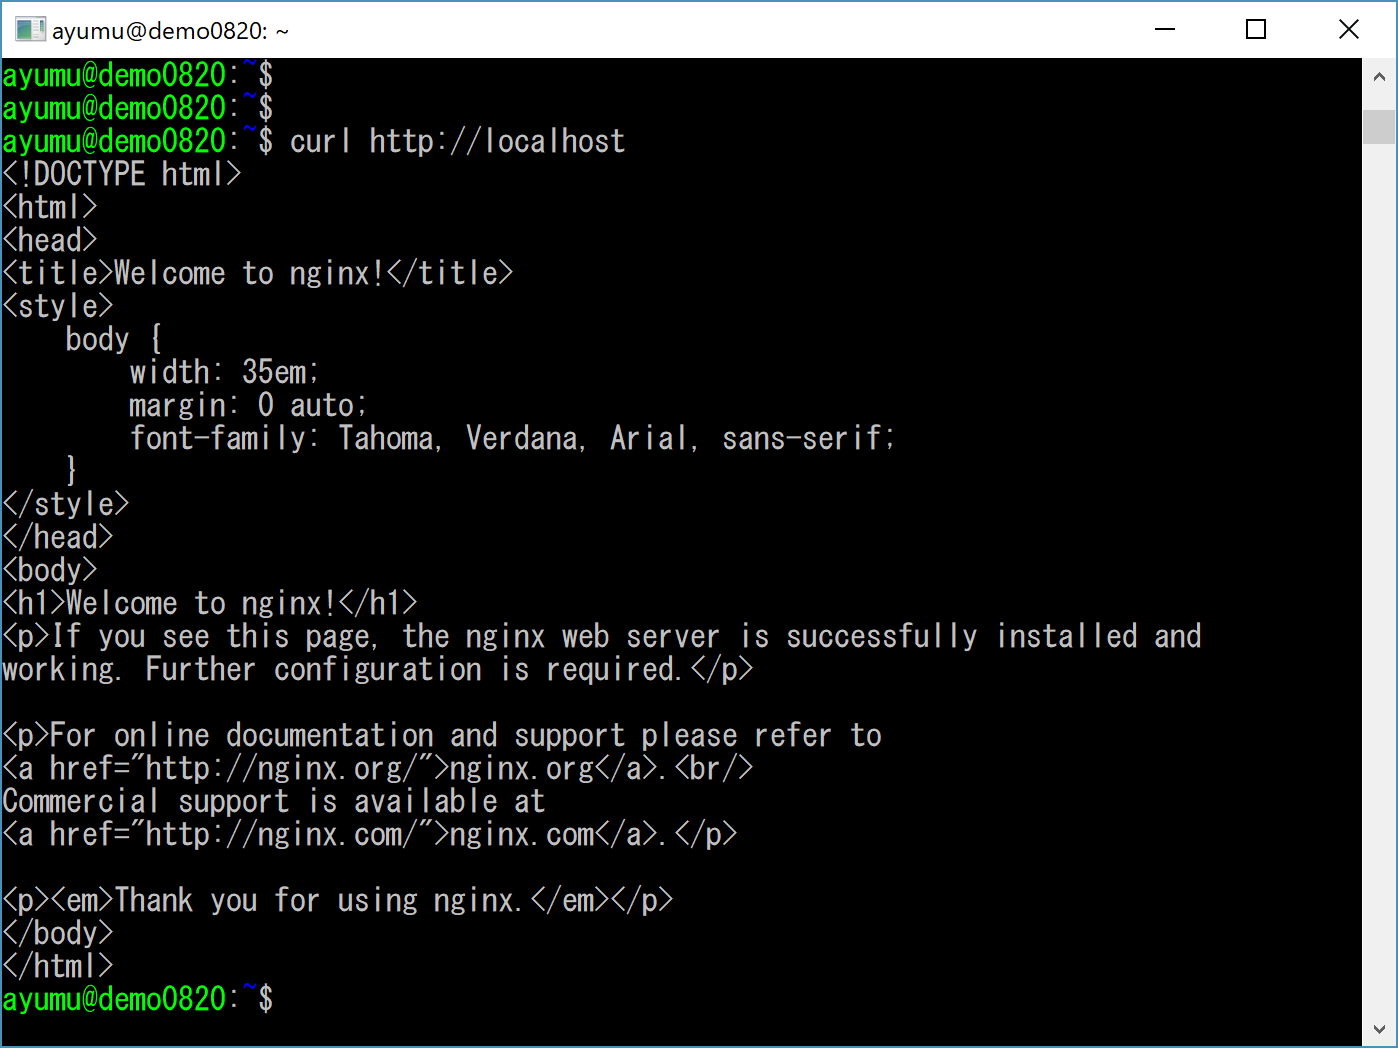 ayumu@demo0820: ~
ayumu@demo0820:~$
ayumu@demo0820:~$
ayumu@demo0820:~$ curl http://localhost
<!DOCTYPE html>
<html>
<head>
<title>Welcome to nginx!</title>
<style>
    body {
        width: 35em;
        margin: 0 auto;
        font-family: Tahoma, Verdana, Arial, sans-serif;
    }
</style>
</head>
<body>
<h1>Welcome to nginx!</h1>
<p>If you see this page, the nginx web server is successfully installed and
working. Further configuration is required.</p>

<p>For online documentation and support please refer to
<a href="http://nginx.org/">nginx.org</a>.<br/>
Commercial support is available at
<a href="http://nginx.com/">nginx.com</a>.</p>

<p><em>Thank you for using nginx.</em></p>
</body>
</html>
ayumu@demo0820:~$